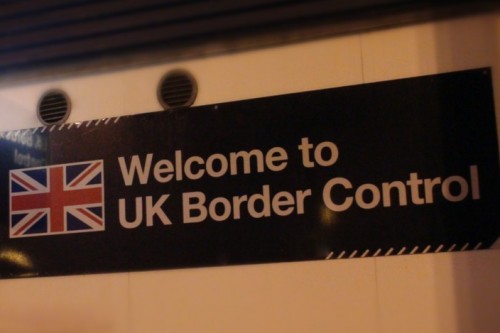 Welcome to
UK Border Control